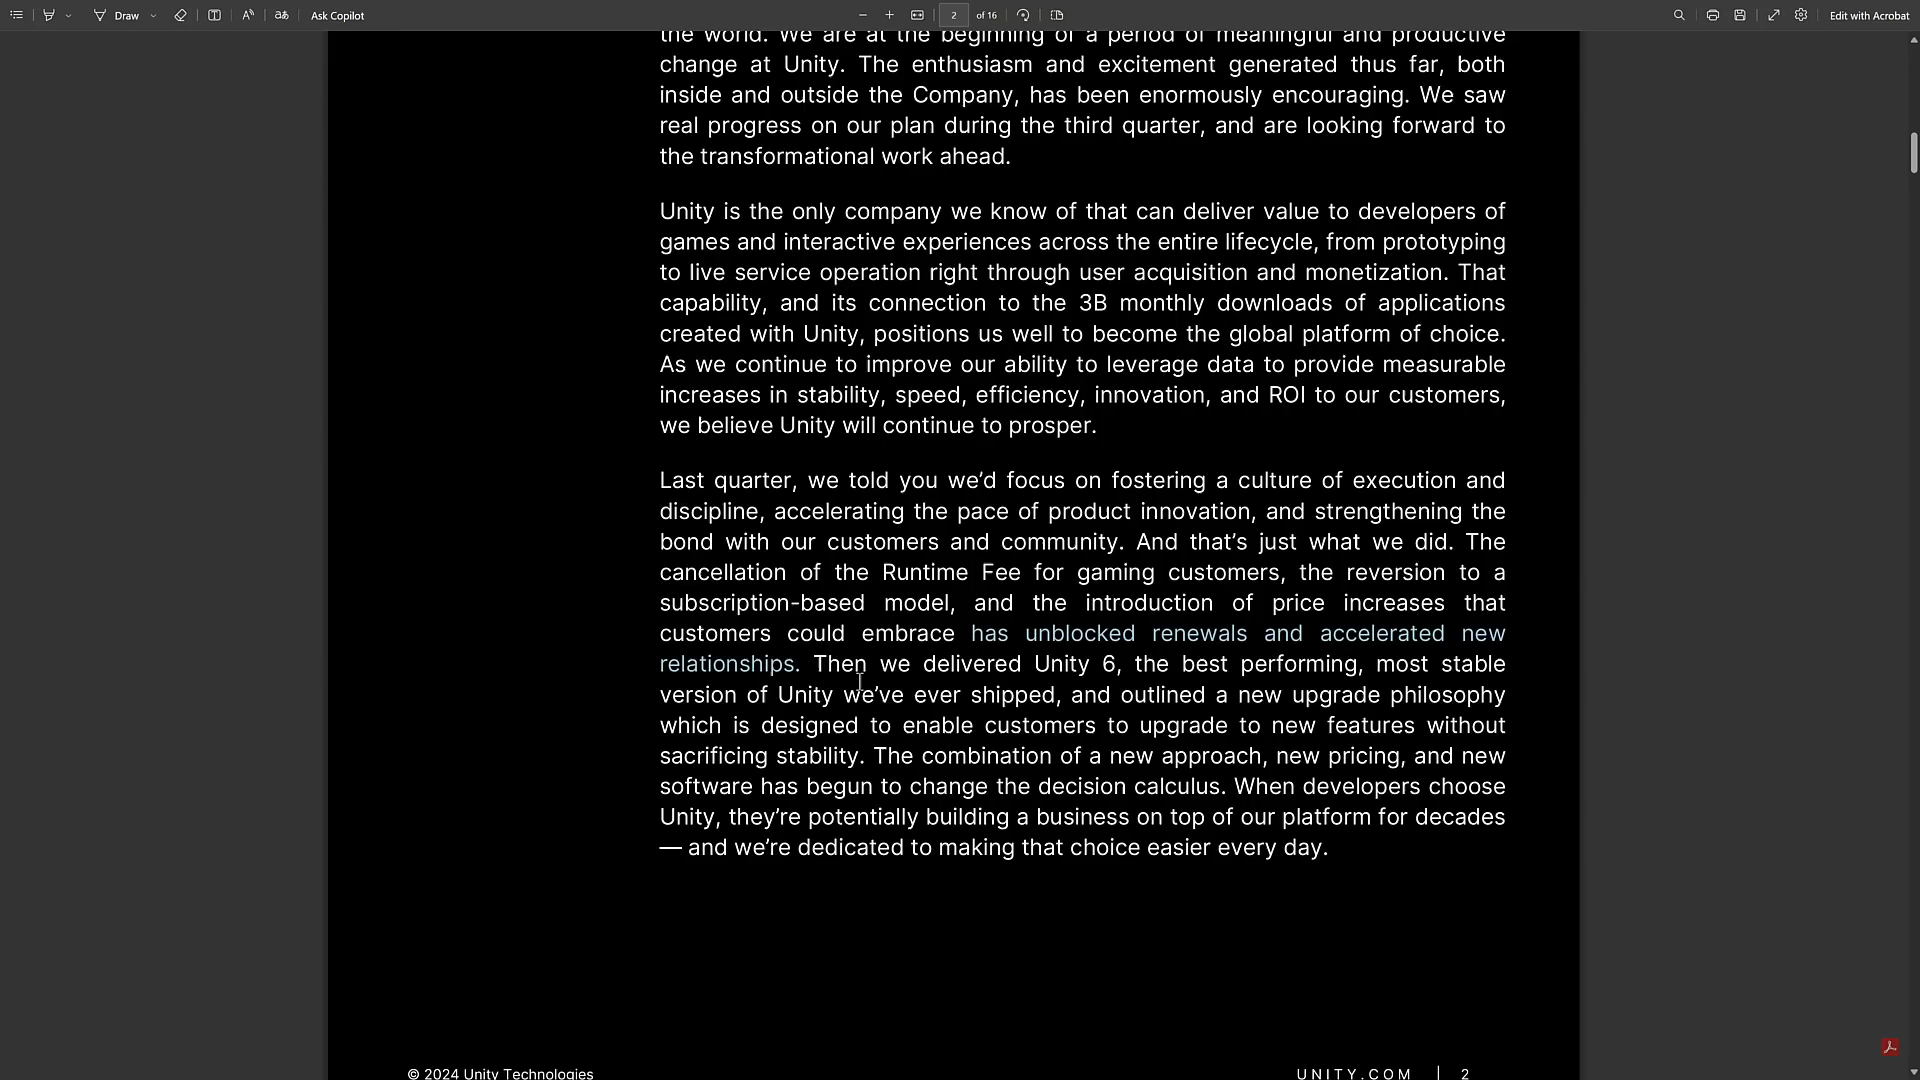 Draw
Ask Copilot
2 of 16
Edit with Acrobat
the world. We are at the beginning of a period of meaningful and productive
change at Unity. The enthusiasm and excitement generated thus far, both
inside and outside the Company, has been enormously encouraging. We saw
real progress on our plan during the third quarter, and are looking forward to
the transformational work ahead.
Unity is the only company we know of that can deliver value to developers of
games and interactive experiences across the entire lifecycle, from prototyping
to live service operation right through user acquisition and monetization. That
capability, and its connection to the 3B monthly downloads of applications
created with Unity, positions us well to become the global platform of choice.
As we continue to improve our ability to leverage data to provide measurable
increases in stability, speed, efficiency, innovation, and ROI to our customers,
we believe Unity will continue to prosper.
Last quarter, we told you we’d focus on fostering a culture of execution and
discipline, accelerating the pace of product innovation, and strengthening the
bond with our customers and community. And that’s just what we did. The
cancellation of the Runtime Fee for gaming customers, the reversion to a
subscription-based model, and the introduction of price increases that
customers could embrace has unblocked renewals and accelerated new
relationships. Then we delivered Unity 6, the best performing, most stable
version of Unity we’ve ever shipped, and outlined a new upgrade philosophy
which is designed to enable customers to upgrade to new features without
sacrificing stability. The combination of a new approach, new pricing, and new
software has begun to change the decision calculus. When developers choose
Unity, they’re potentially building a business on top of our platform for decades
— and we’re dedicated to making that choice easier every day.
© 2024 Unity Technologies
UNITY.COM | 2